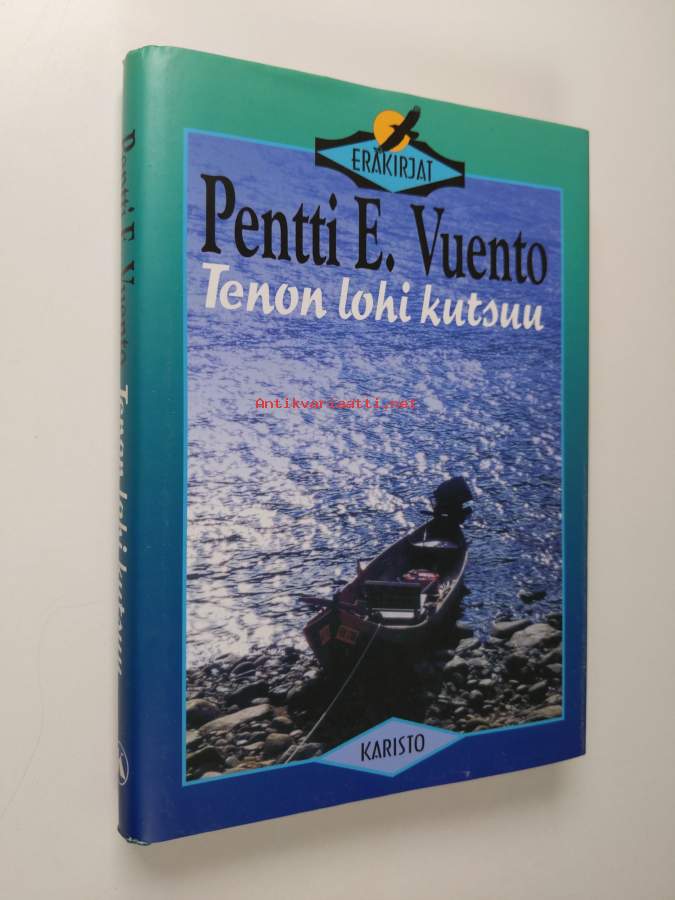 ERÄKIRJAT
Pentti E. Vuento
Tenon lohi kutsuu
Antikvariaatti.net
KARISTO
Pentti E. Vuento Tenon lohi kutsuu